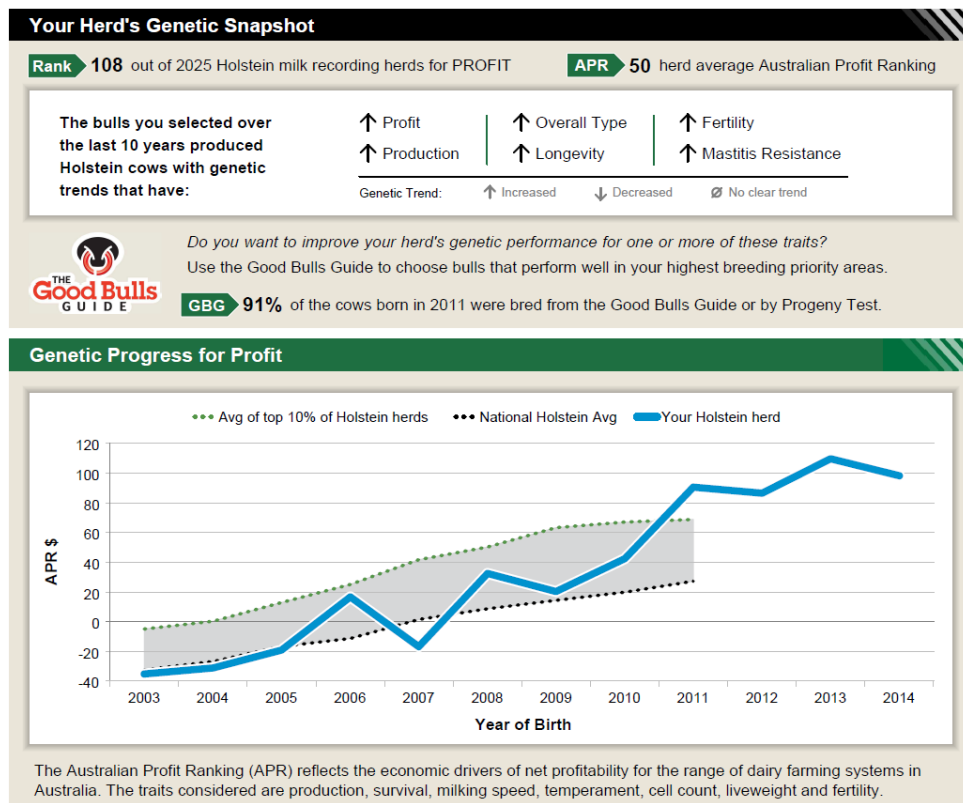 Your Herd's Genetic Snapshot
Rank 108 out of 2025 Holstein milk recording herds for PROFIT
APR 50 herd average Australian Profit Ranking
The bulls you selected over
the last 10 years produced
Holstein cows with genetic
trends that have:
↑ Profit ↑ Overall Type ↑ Fertility
↑ Production ↑ Longevity ↑ Mastitis Resistance
Genetic Trend: ↑ Increased ↓ Decreased Ø No clear trend
THE
Good Bulls
GUIDE
Do you want to improve your herd's genetic performance for one or more of these traits?
Use the Good Bulls Guide to choose bulls that perform well in your highest breeding priority areas.
GBG 91% of the cows born in 2011 were bred from the Good Bulls Guide or by Progeny Test.
Genetic Progress for Profit
Avg of top 10% of Holstein herds National Holstein Avg Your Holstein herd
APR $
120
100
80
60
40
20
0
-20
-40
2003 2004 2005 2006 2007 2008 2009 2010 2011 2012 2013 2014
Year of Birth
The Australian Profit Ranking (APR) reflects the economic drivers of net profitability for the range of dairy farming systems in
Australia. The traits considered are production, survival, milking speed, temperament, cell count, liveweight and fertility.